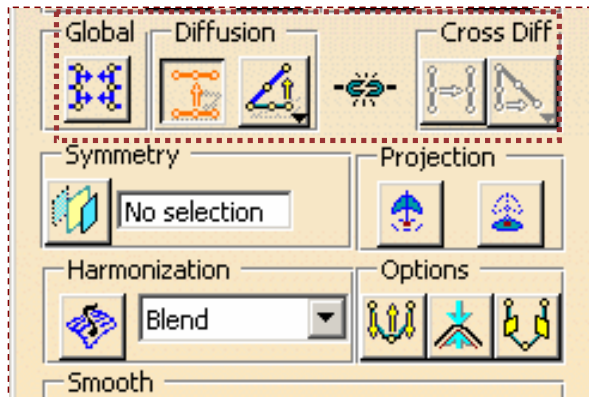 Global Diffusion Cross Diff
Symmetry Projection
No selection
Harmonization Options
Blend
Smooth